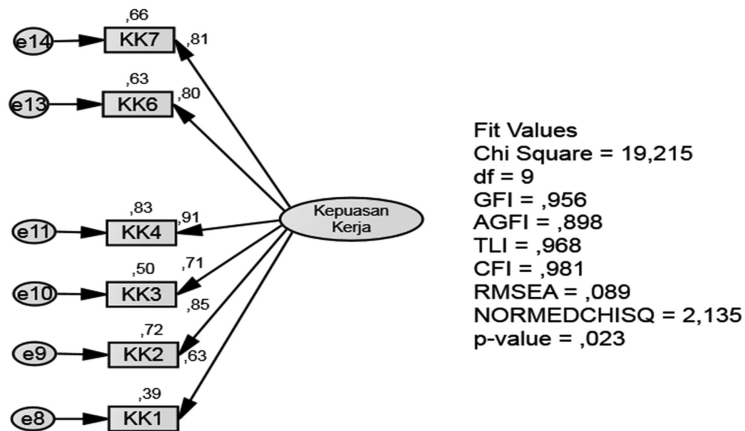 ,66
e14 KK7 ,81
,63
e13 KK6 ,80
,83
e11 KK4 ,91
Kepuasan
Kerja
,50 ,71
e10 KK3
,85
,72
e9 KK2 ,63
,39
e8 KK1
Fit Values
Chi Square = 19,215
df = 9
GFI = ,956
AGFI = ,898
TLI = ,968
CFI = ,981
RMSEA = ,089
NORMEDCHISQ = 2,135
p-value = ,023